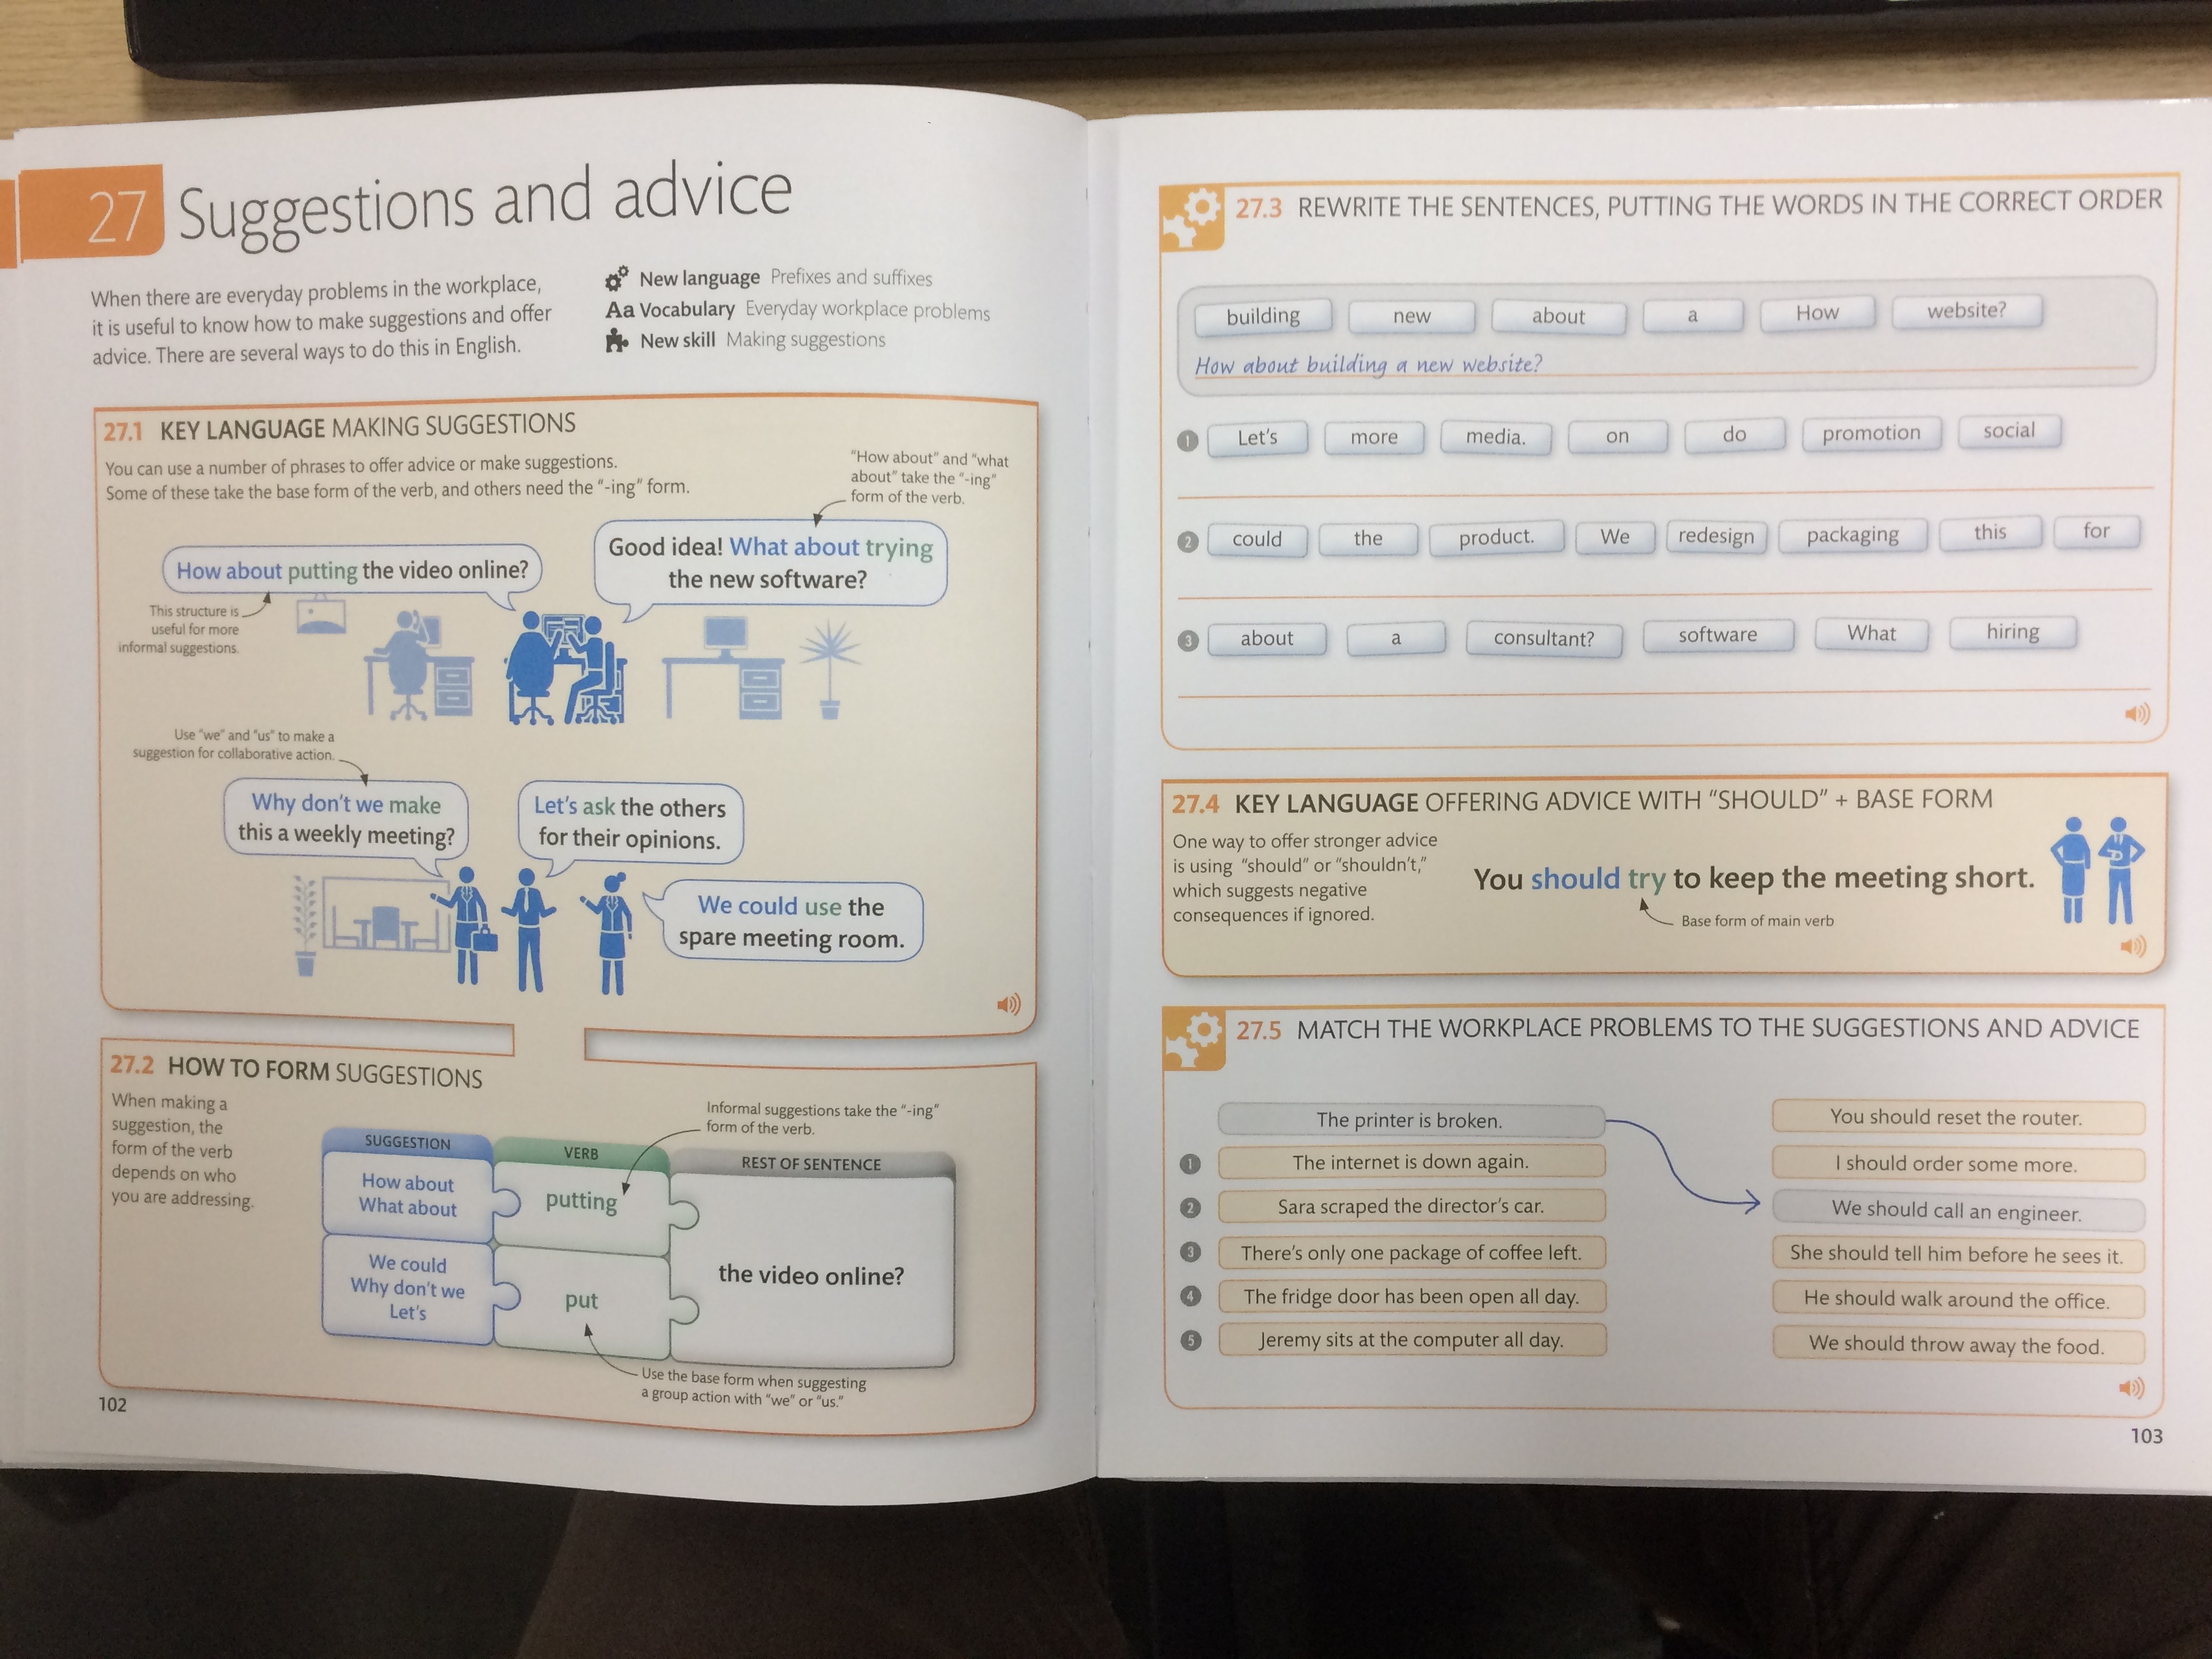 27 Suggestions and advice
When there are everyday problems in the workplace,
it is useful to know how to make suggestions and offer
advice. There are several ways to do this in English.
New language Prefixes and suffixes
Aa Vocabulary Everyday workplace problems
New skill Making suggestions
27.1 KEY LANGUAGE MAKING SUGGESTIONS
You can use a number of phrases to offer advice or make suggestions.
Some of these take the base form of the verb, and others need the "-ing" form.
"How about" and "what
about" take the "-ing"
form of the verb.
How about putting the video online?
Good idea! What about trying
the new software?
This structure is
useful for more
informal suggestions.
Use "we" and "us" to make a
suggestion for collaborative action.
Why don't we make
this a weekly meeting?
Let's ask the others
for their opinions.
We could use the
spare meeting room.
27.2 HOW TO FORM SUGGESTIONS
When making a
suggestion, the
form of the verb
depends on who
you are addressing.
Informal suggestions take the "-ing"
form of the verb.
SUGGESTION
VERB
REST OF SENTENCE
How about
What about
putting
We could
Why don't we
Let's
put
the video online?
Use the base form when suggesting
a group action with "we" or "us."
102
27.3 REWRITE THE SENTENCES, PUTTING THE WORDS IN THE CORRECT ORDER
building new about a How website?
How about building a new website?
1 Let's more media. on do promotion social
2 could the product. We redesign packaging this for
3 about a consultant? software What hiring
27.4 KEY LANGUAGE OFFERING ADVICE WITH "SHOULD" + BASE FORM
One way to offer stronger advice
is using "should" or "shouldn't,"
which suggests negative
consequences if ignored.
You should try to keep the meeting short.
Base form of main verb
27.5 MATCH THE WORKPLACE PROBLEMS TO THE SUGGESTIONS AND ADVICE
The printer is broken.
You should reset the router.
1 The internet is down again.
I should order some more.
2 Sara scraped the director's car.
We should call an engineer.
3 There's only one package of coffee left.
She should tell him before he sees it.
4 The fridge door has been open all day.
He should walk around the office.
5 Jeremy sits at the computer all day.
We should throw away the food.
103